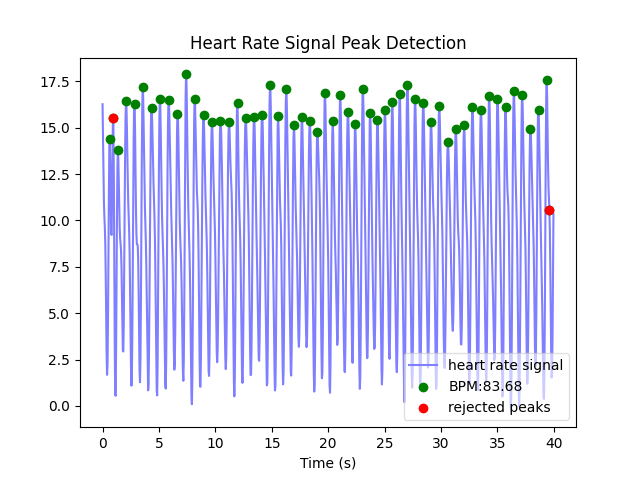 Heart Rate Signal Peak Detection
17.5
15.0
12.5
10.0
7.5
5.0
2.5
0.0
heart rate signal
BPM:83.68
rejected peaks
0 5 10 15 20 25 30 35 40
Time (s)